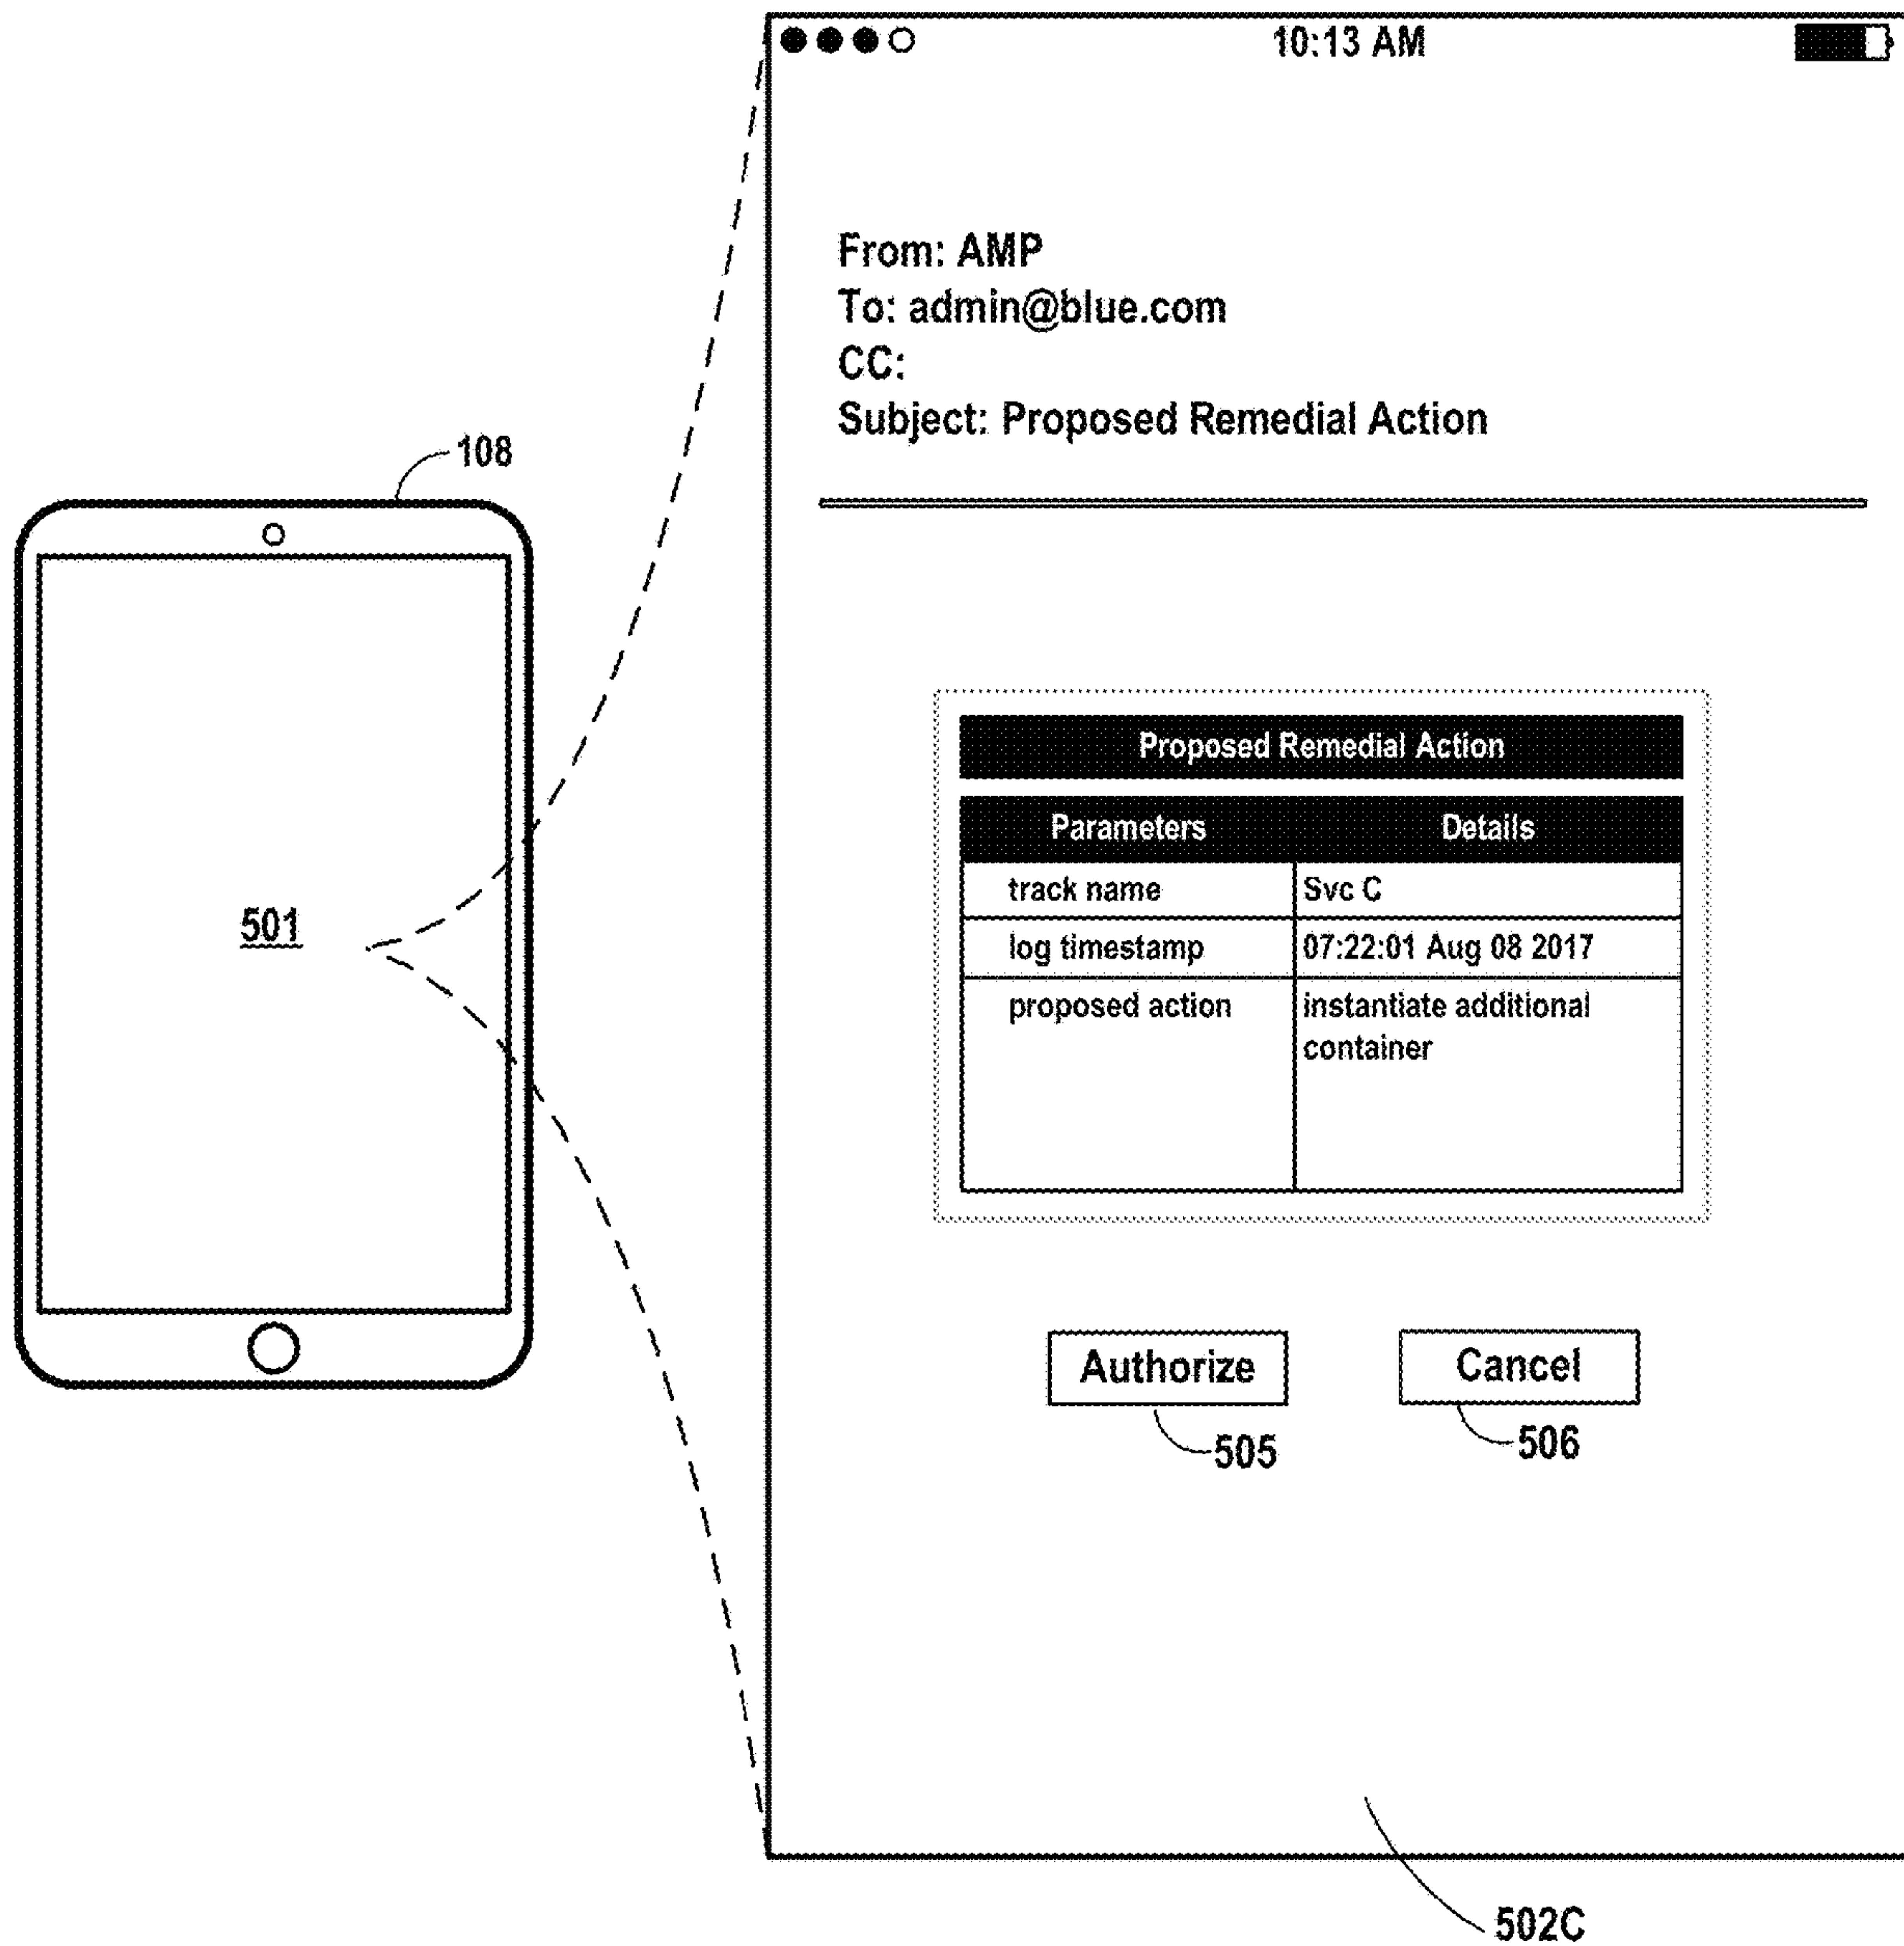 10:13 AM
From: AMP
To: admin@blue.com
CC:
Subject: Proposed Remedial Action
108
501
Proposed Remedial Action
Parameters Details
track name Svc C
log timestamp 07:22:01 Aug 08 2017
proposed action instantiate additional
container
Authorize Cancel
505 506
502C